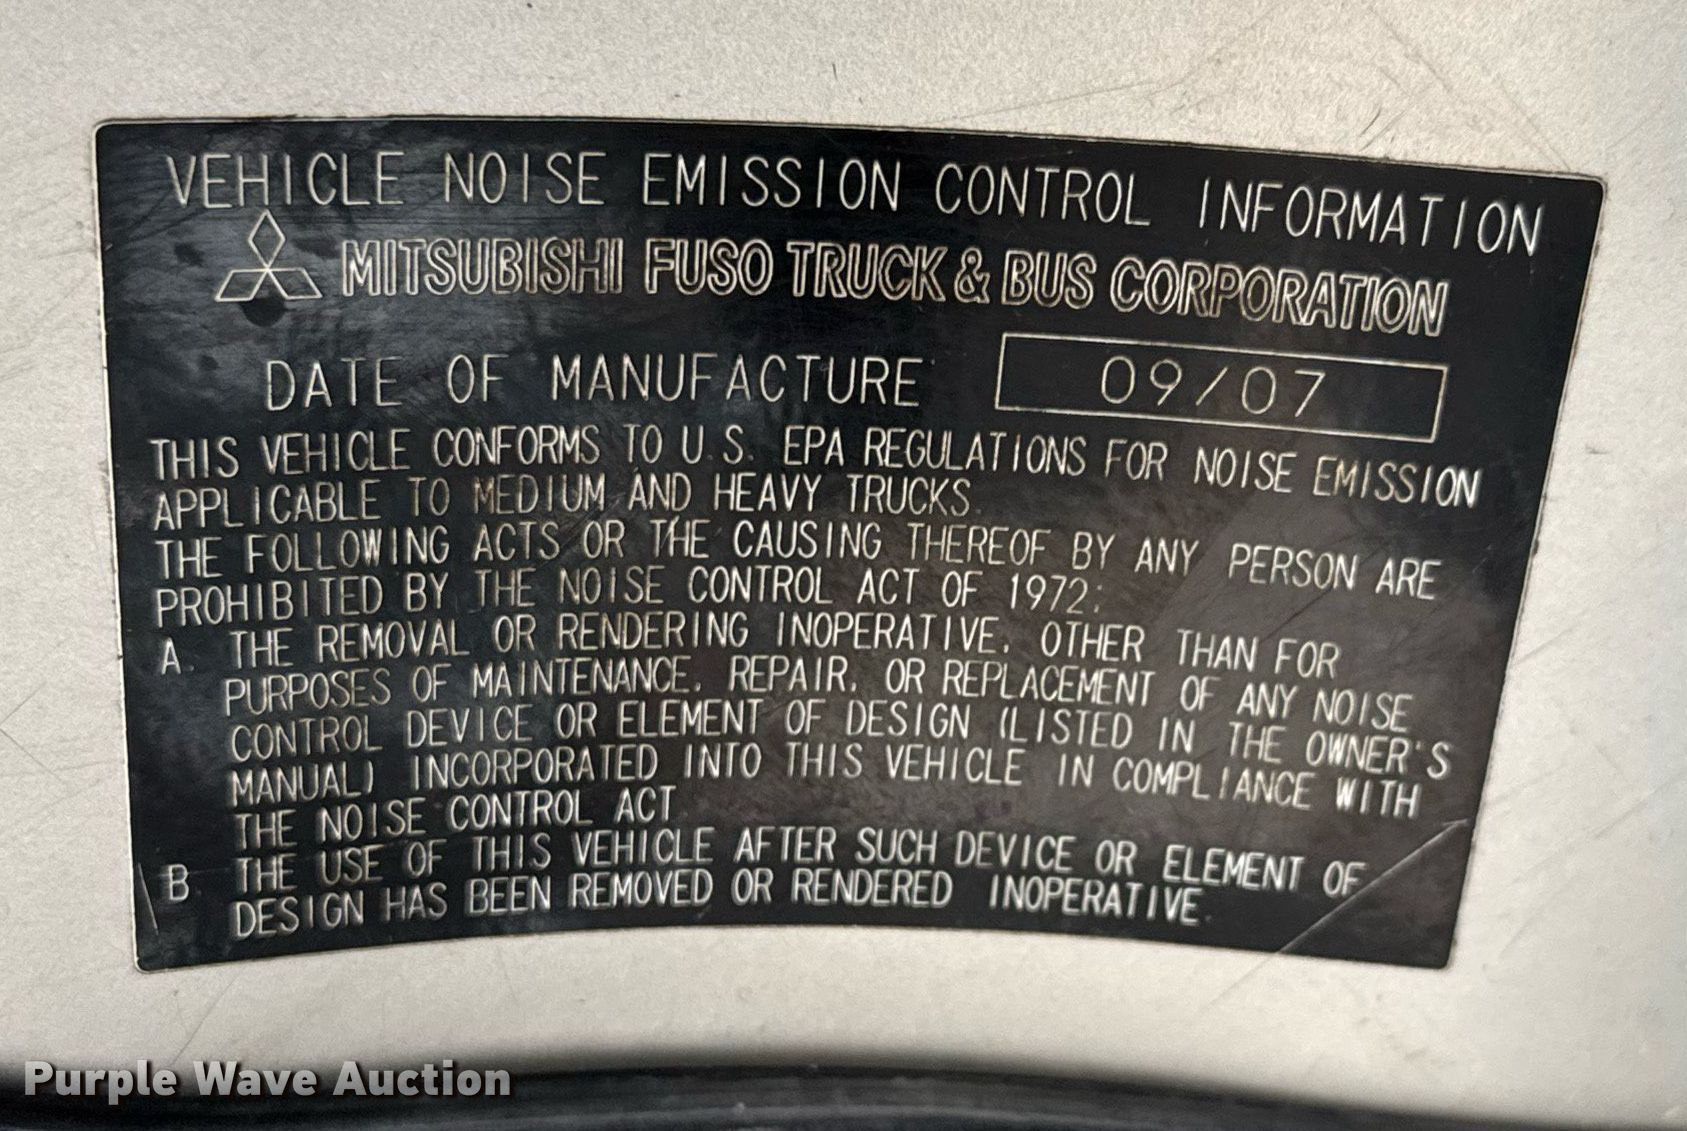 VEHICLE NOISE EMISSION CONTROL INFORMATION
MITSUBISHI FUSO TRUCK & BUS CORPORATION
DATE OF MANUFACTURE 09/07
THIS VEHICLE CONFORMS TO U.S. EPA REGULATIONS FOR NOISE EMISSION
APPLICABLE TO MEDIUM AND HEAVY TRUCKS.
THE FOLLOWING ACTS OR THE CAUSING THEREOF BY ANY PERSON ARE
PROHIBITED BY THE NOISE CONTROL ACT OF 1972:
A. THE REMOVAL OR RENDERING INOPERATIVE, OTHER THAN FOR
PURPOSES OF MAINTENANCE, REPAIR, OR REPLACEMENT OF ANY NOISE
CONTROL DEVICE OR ELEMENT OF DESIGN (LISTED IN THE OWNER'S
MANUAL) INCORPORATED INTO THIS VEHICLE IN COMPLIANCE WITH
THE NOISE CONTROL ACT.
B. THE USE OF THIS VEHICLE AFTER SUCH DEVICE OR ELEMENT OF
DESIGN HAS BEEN REMOVED OR RENDERED INOPERATIVE.
Purple Wave Auction